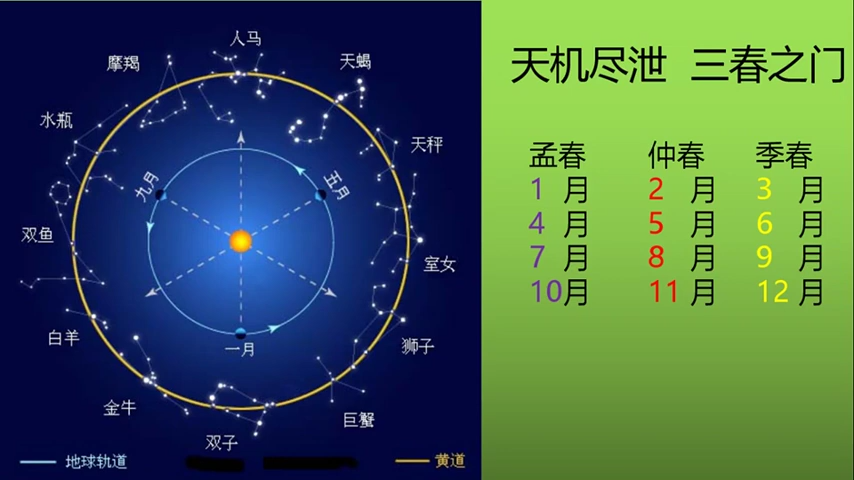 人马
摩羯
天蝎
水瓶
天秤
九月
五月
双鱼
室女
一月
白羊
狮子
金牛
巨蟹
双子
地球轨道
黄道
天机尽泄 三春之门
孟春 仲春 季春
1 月 2 月 3 月
4 月 5 月 6 月
7 月 8 月 9 月
10月 11 月 12 月